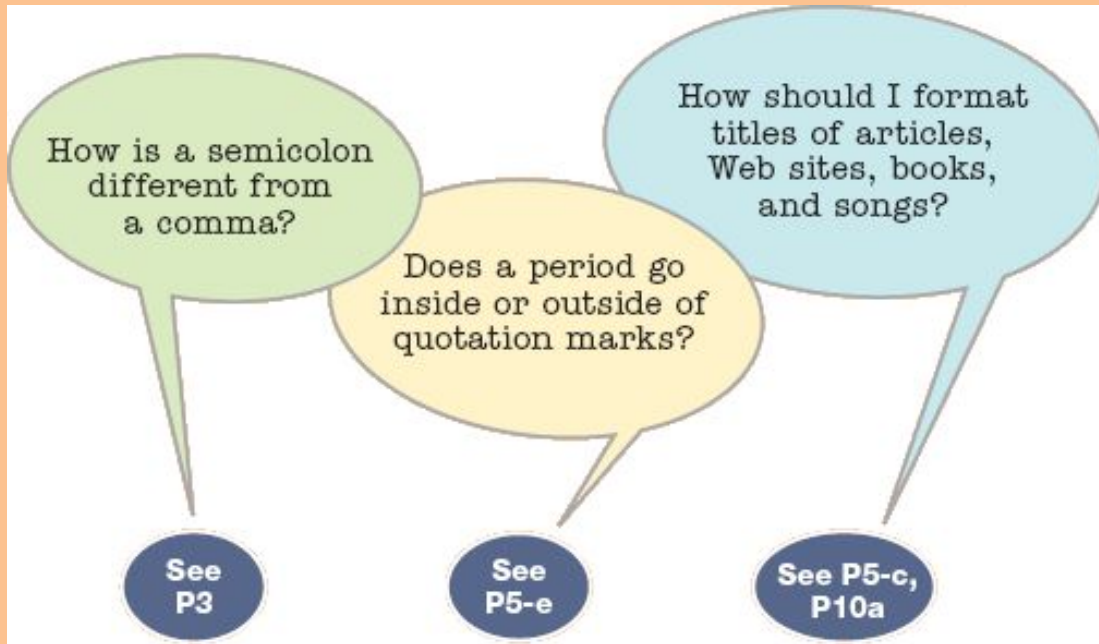 How is a semicolon
different from
a comma?
Does a period go
inside or outside of
quotation marks?
How should I format
titles of articles,
Web sites, books,
and songs?
See
P3
See
P5-e
See P5-c,
P10a